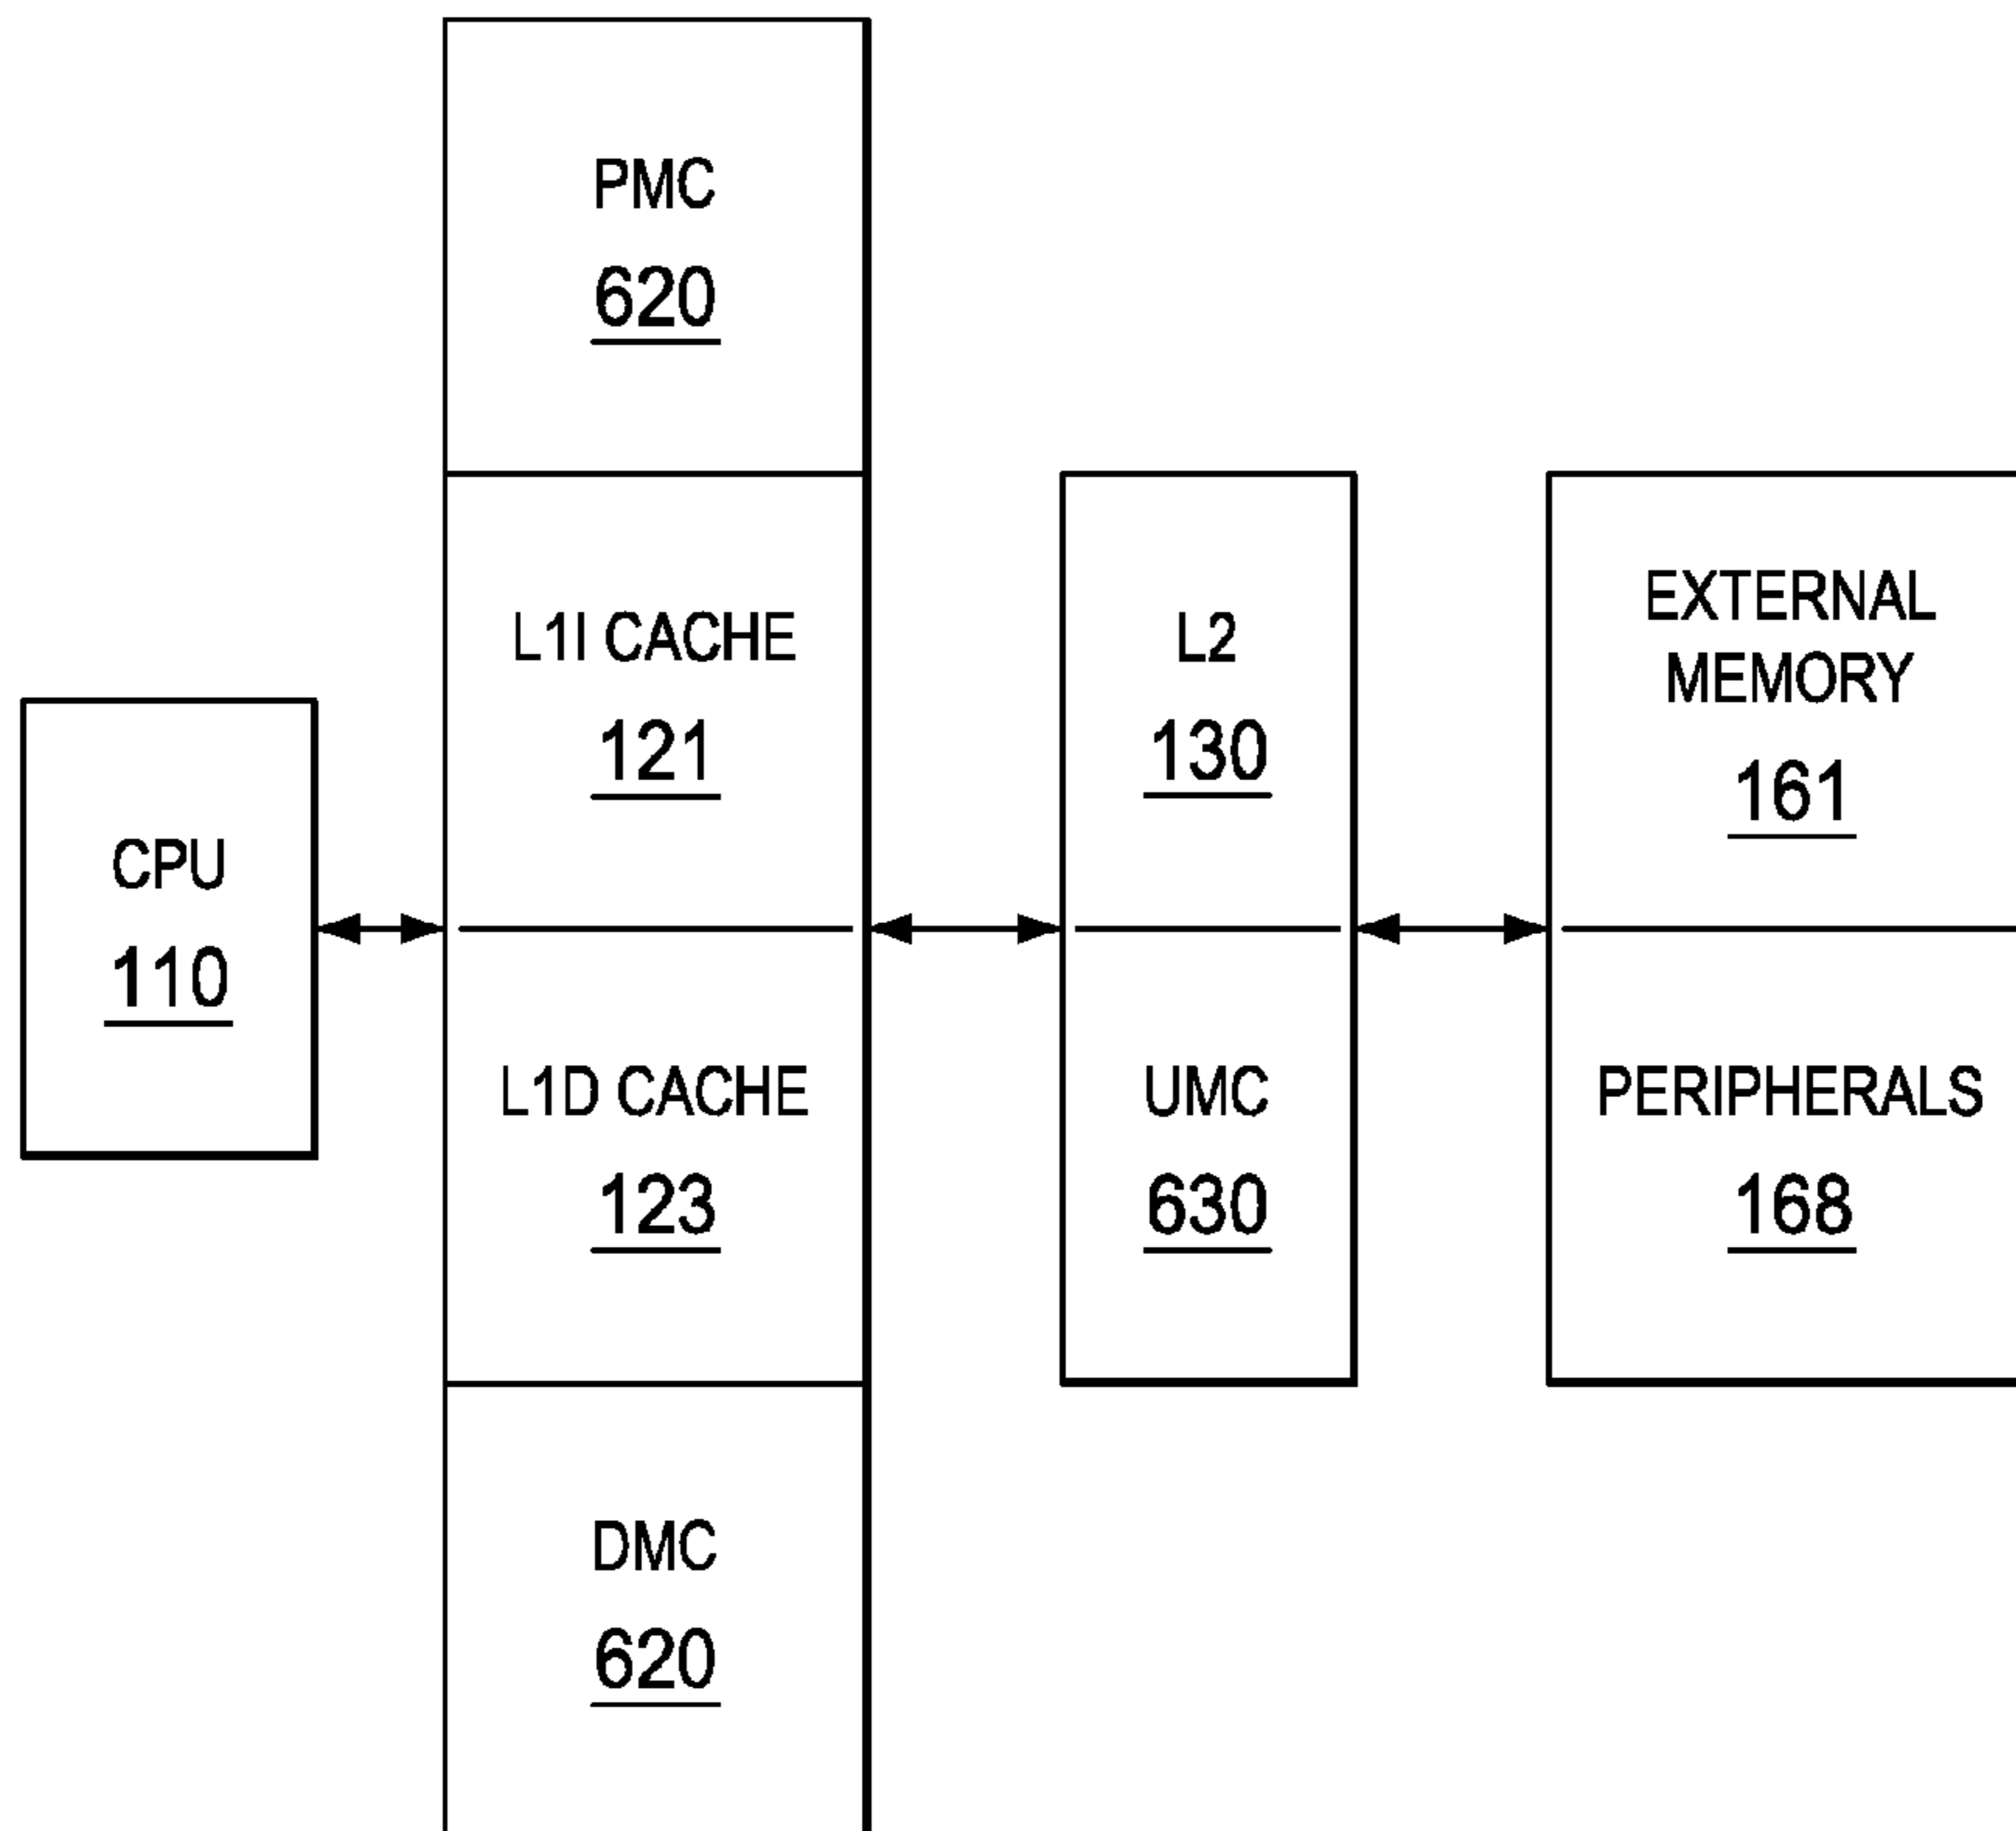 PMC
620
L1I CACHE
121
L1D CACHE
123
DMC
620
CPU
110
L2
130
UMC
630
EXTERNAL
MEMORY
161
PERIPHERALS
168